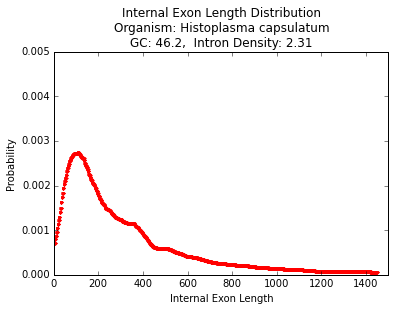 Internal Exon Length Distribution
Organism: Histoplasma capsulatum
GC: 46.2,  Intron Density: 2.31
0.005
0.004
0.003
0.002
0.001
0.000
Probability
0 200 400 600 800 1000 1200 1400
Internal Exon Length